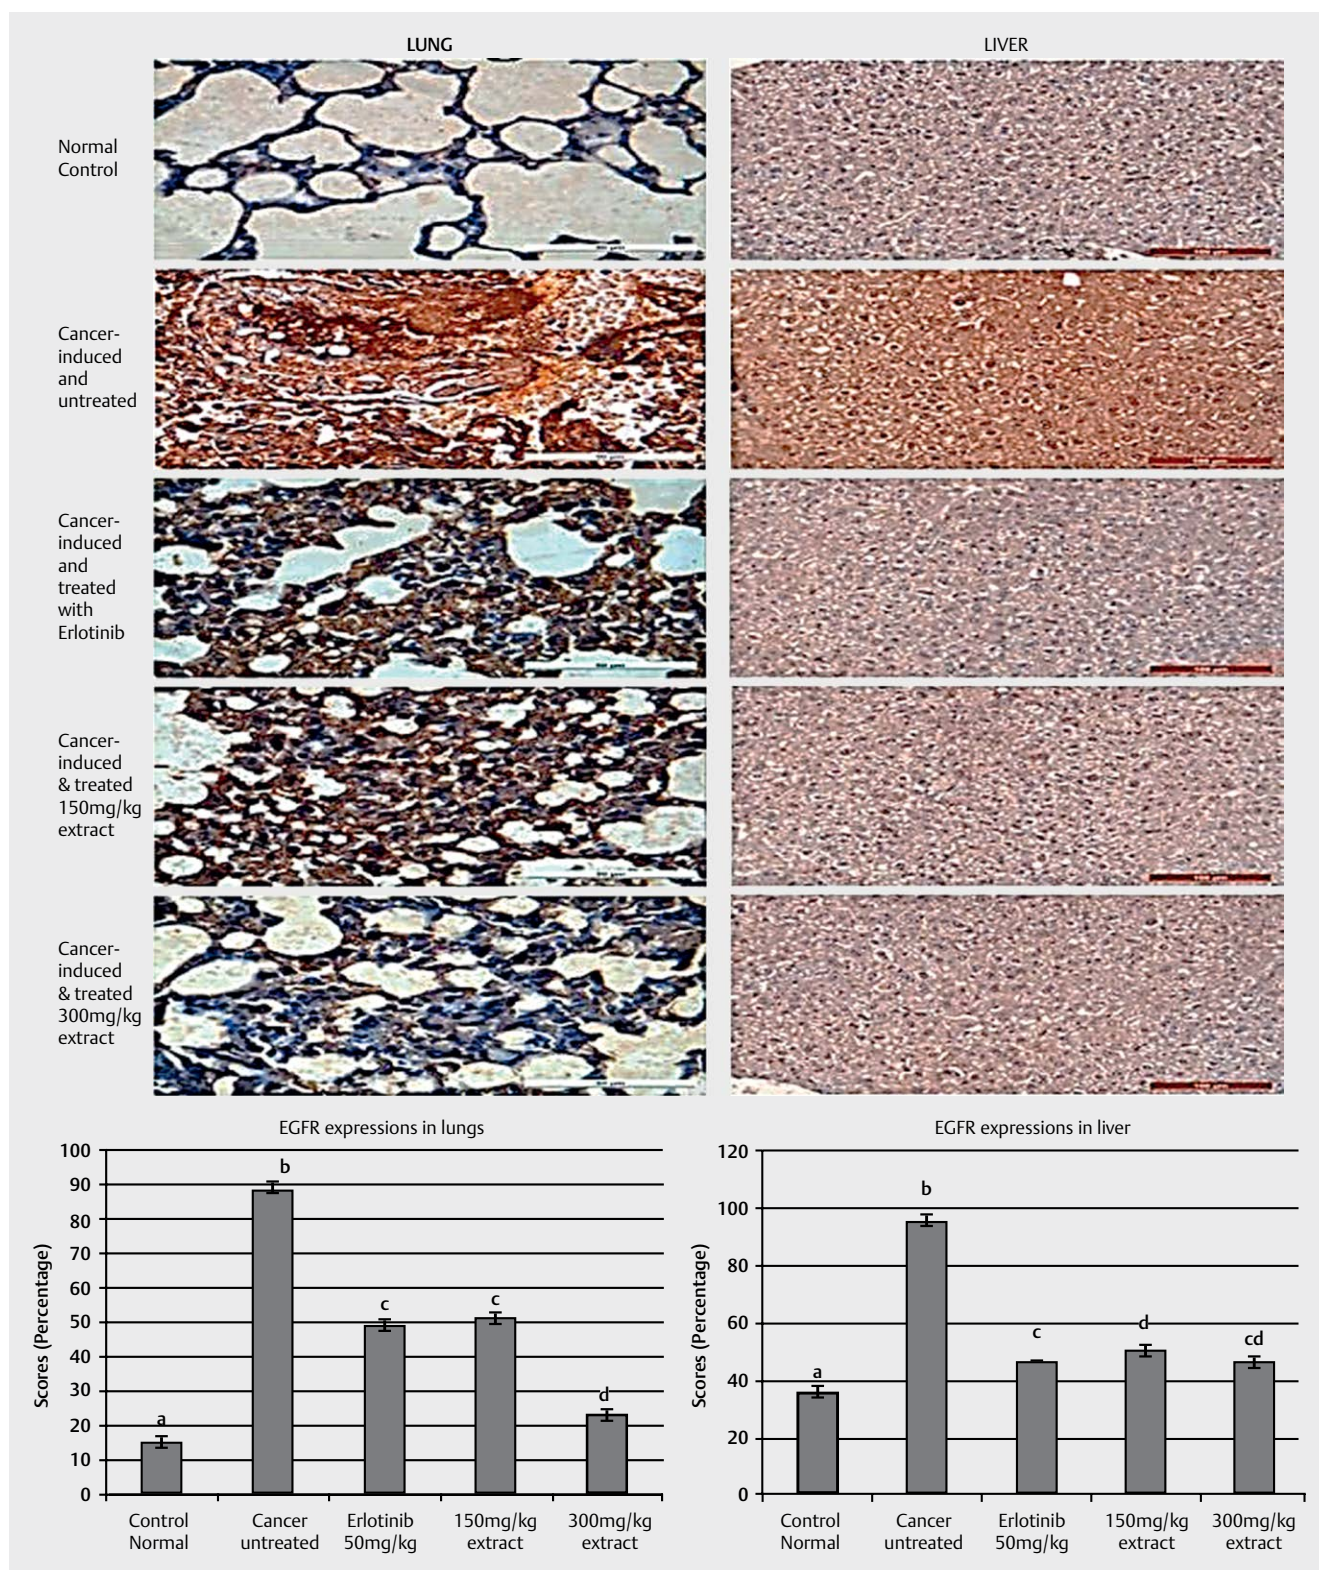 LUNG
LIVER
Normal
Control
Cancer-
induced
and
untreated
Cancer-
induced
and
treated
with
Erlotinib
Cancer-
induced
& treated
150mg/kg
extract
Cancer-
induced
& treated
300mg/kg
extract
EGFR expressions in lungs
100
90
80
70
60
50
40
30
20
10
0
Scores (Percentage)
a
b
c
c
d
Control
Normal
Cancer
untreated
Erlotinib
50mg/kg
150mg/kg
extract
300mg/kg
extract
EGFR expressions in liver
120
100
80
60
40
20
0
Scores (Percentage)
a
b
c
d
cd
Control
Normal
Cancer
untreated
Erlotinib
50mg/kg
150mg/kg
extract
300mg/kg
extract